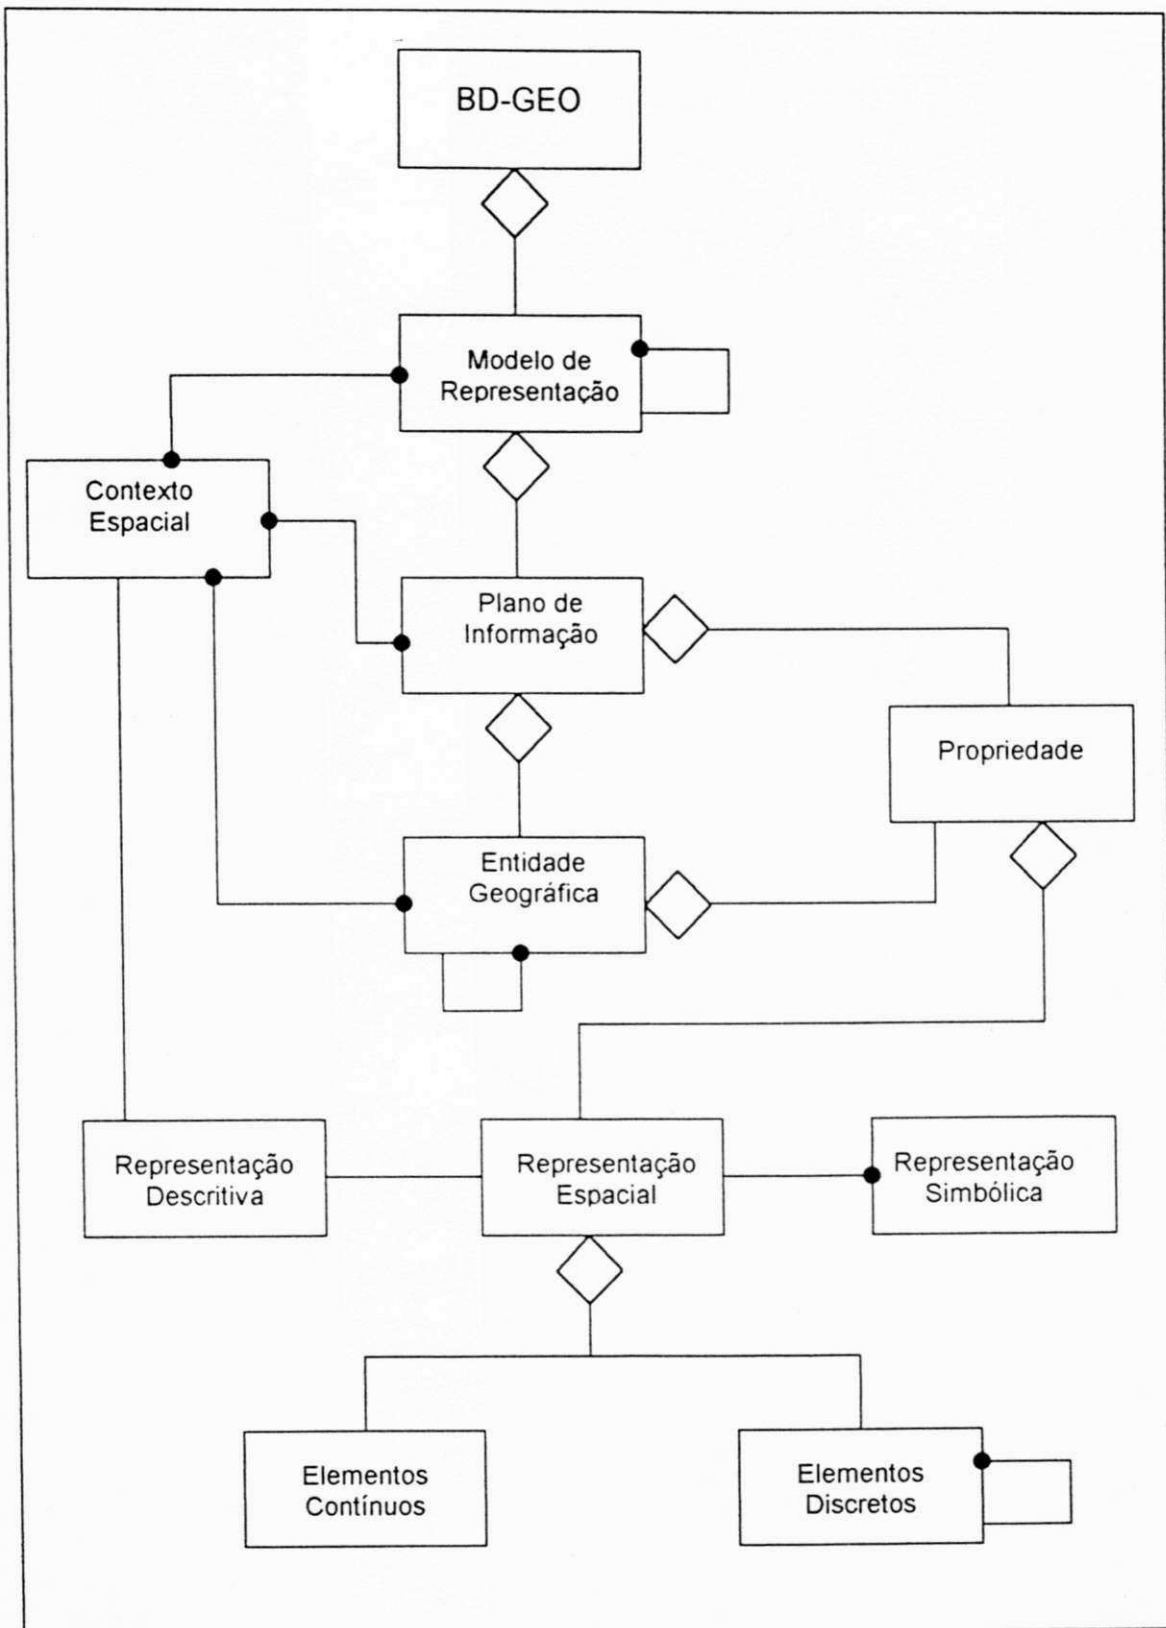 BD-GEO
Modelo de
Representação
Contexto
Espacial
Plano de
Informação
Propriedade
Entidade
Geográfica
Representação
Descritiva
Representação
Espacial
Representação
Simbólica
Elementos
Contínuos
Elementos
Discretos